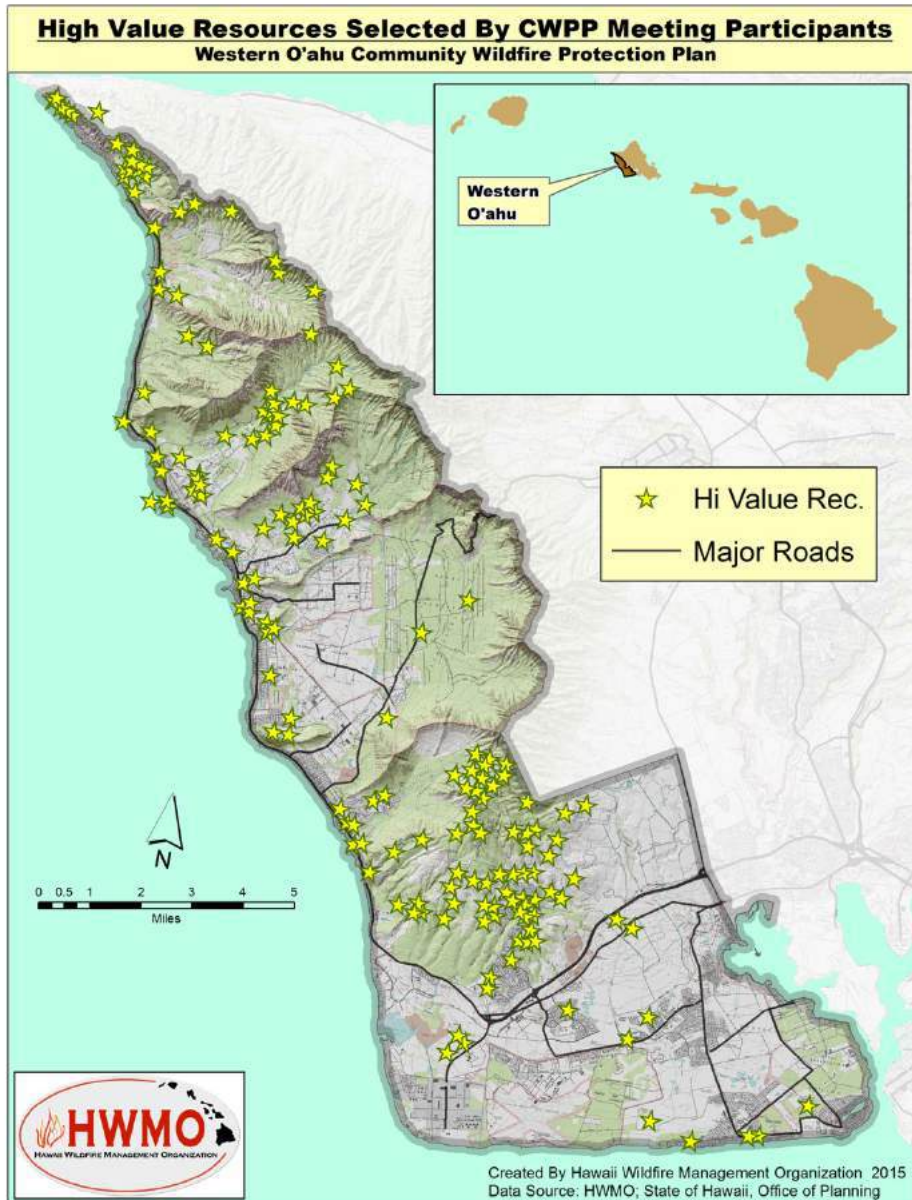 High Value Resources Selected By CWPP Meeting Participants
Western O'ahu Community Wildfire Protection Plan
Western
O'ahu
Hi Value Rec.
Major Roads
N
0 0.5 1 2 3 4 5
Miles
HWMO
HAWAII WILDFIRE MANAGEMENT ORGANIZATION
Created By Hawaii Wildfire Management Organization 2015
Data Source: HWMO; State of Hawaii, Office of Planning